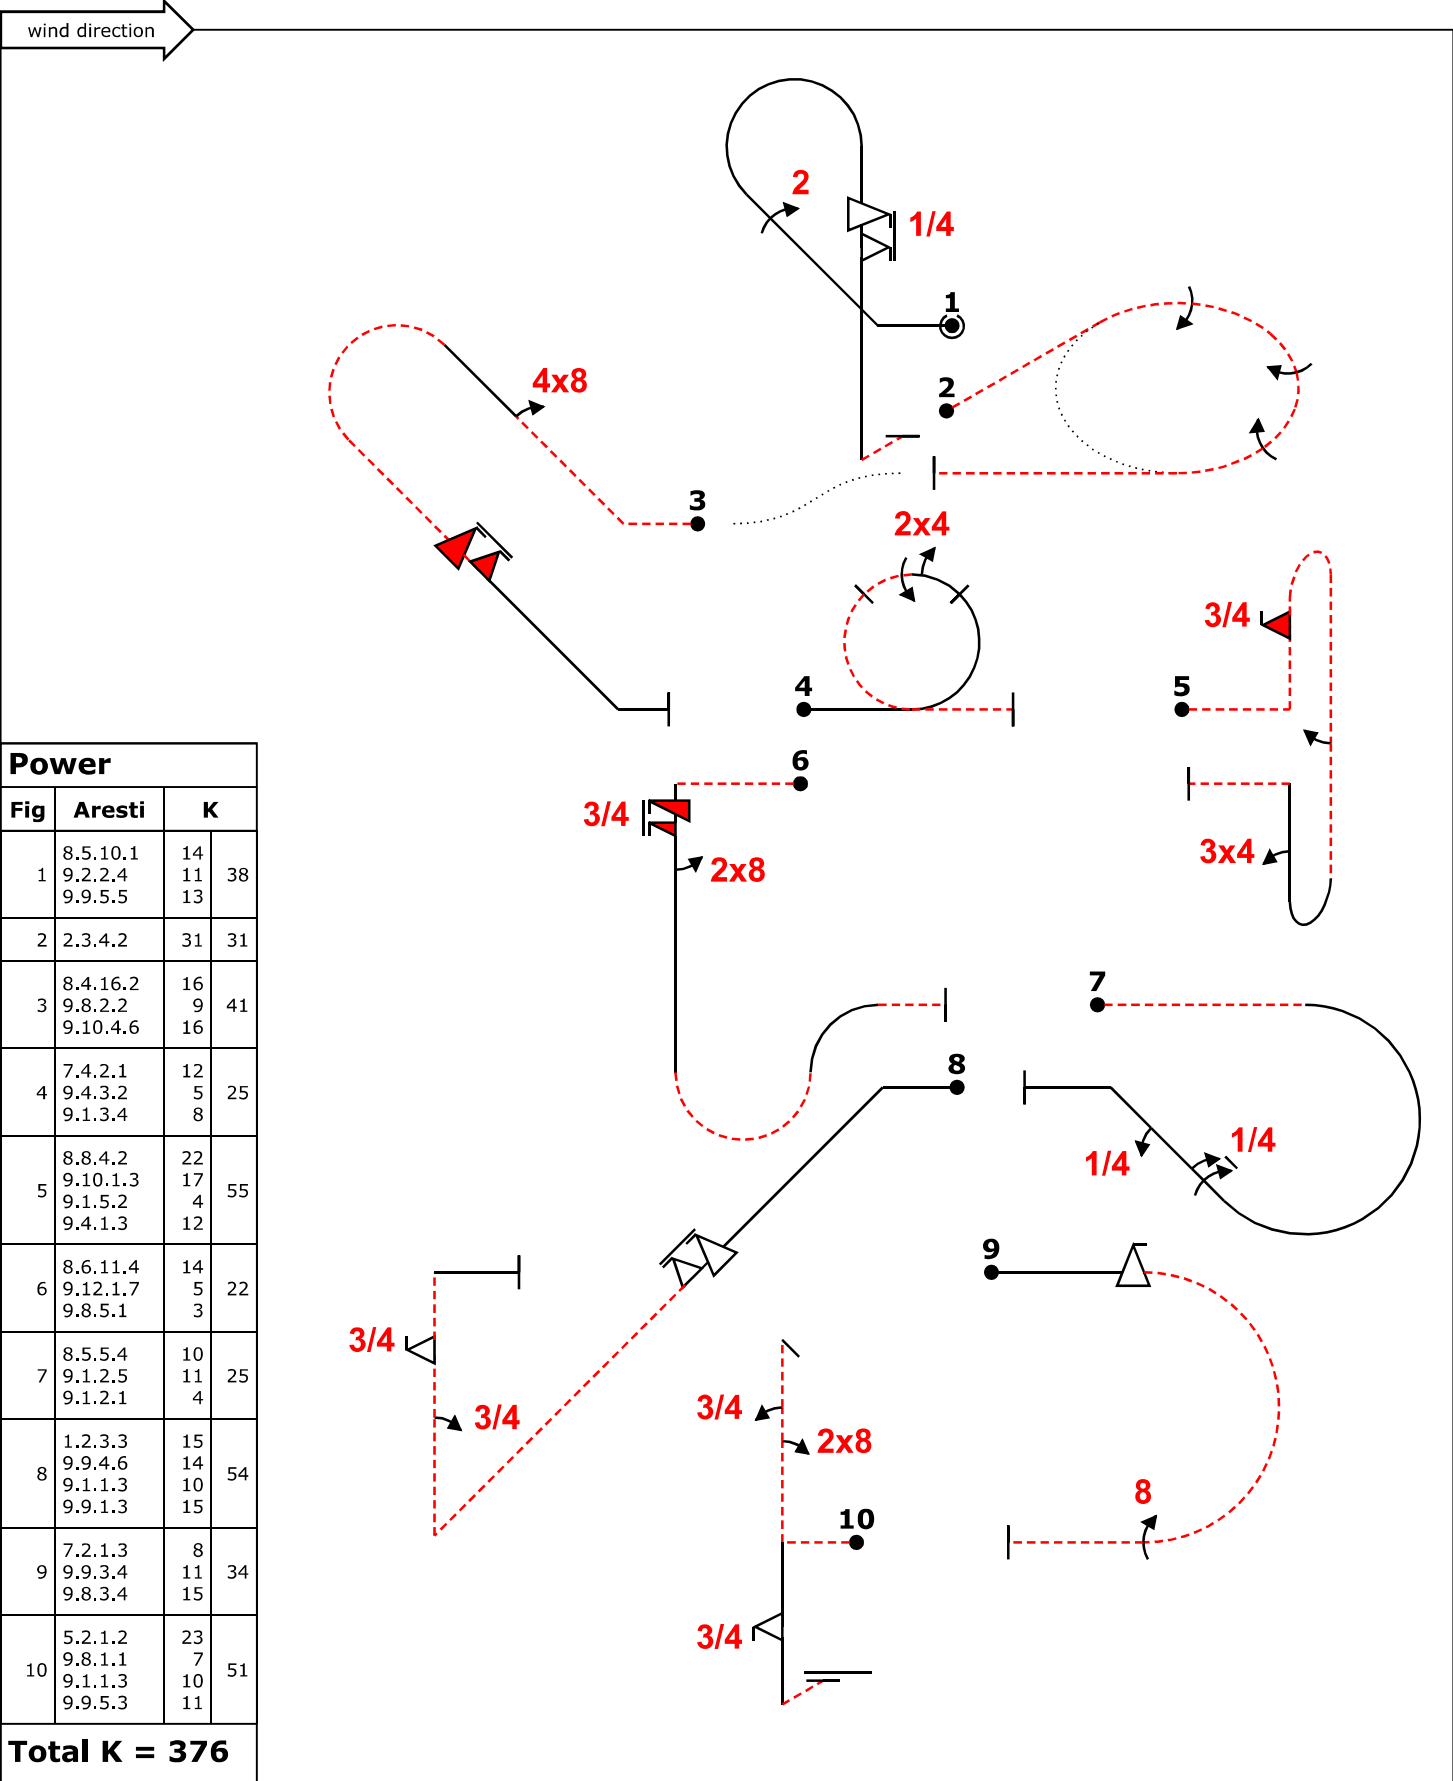 wind direction
2
1/4
1
4x8
2
3
2x4
3/4
4
5
6
3/4
2x8
3x4
7
8
1/4
1/4
9
3/4
3/4
3/4
2x8
8
10
3/4
Power
Fig Aresti K
1 8.5.10.1 14 38
9.2.2.4 11
9.9.5.5 13
2 2.3.4.2 31 31
3 8.4.16.2 16 41
9.8.2.2 9
9.10.4.6 16
4 7.4.2.1 12 25
9.4.3.2 5
9.1.3.4 8
5 8.8.4.2 22 55
9.10.1.3 17
9.1.5.2 4
9.4.1.3 12
6 8.6.11.4 14 22
9.12.1.7 5
9.8.5.1 3
7 8.5.5.4 10 25
9.1.2.5 11
9.1.2.1 4
8 1.2.3.3 15 54
9.9.4.6 14
9.1.1.3 10
9.9.1.3 15
9 7.2.1.3 8 34
9.9.3.4 11
9.8.3.4 15
10 5.2.1.2 23 51
9.8.1.1 7
9.1.1.3 10
9.9.5.3 11
Total K = 376